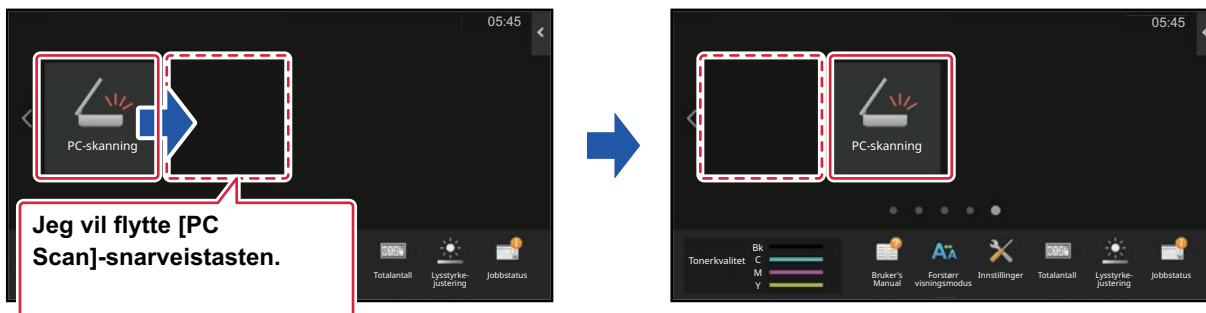 05:45
PC-skanning
Jeg vil flytte [PC
Scan]-snarveistasten.
Totalantall
Lysstyrke-
justering
Jobbstatus
05:45
PC-skanning
Tonerkvalitet
Bk
C
M
Y
Bruker's
Manual
Forstørr
visningsmodus
Innstillinger
Totalantall
Lysstyrke-
justering
Jobbstatus